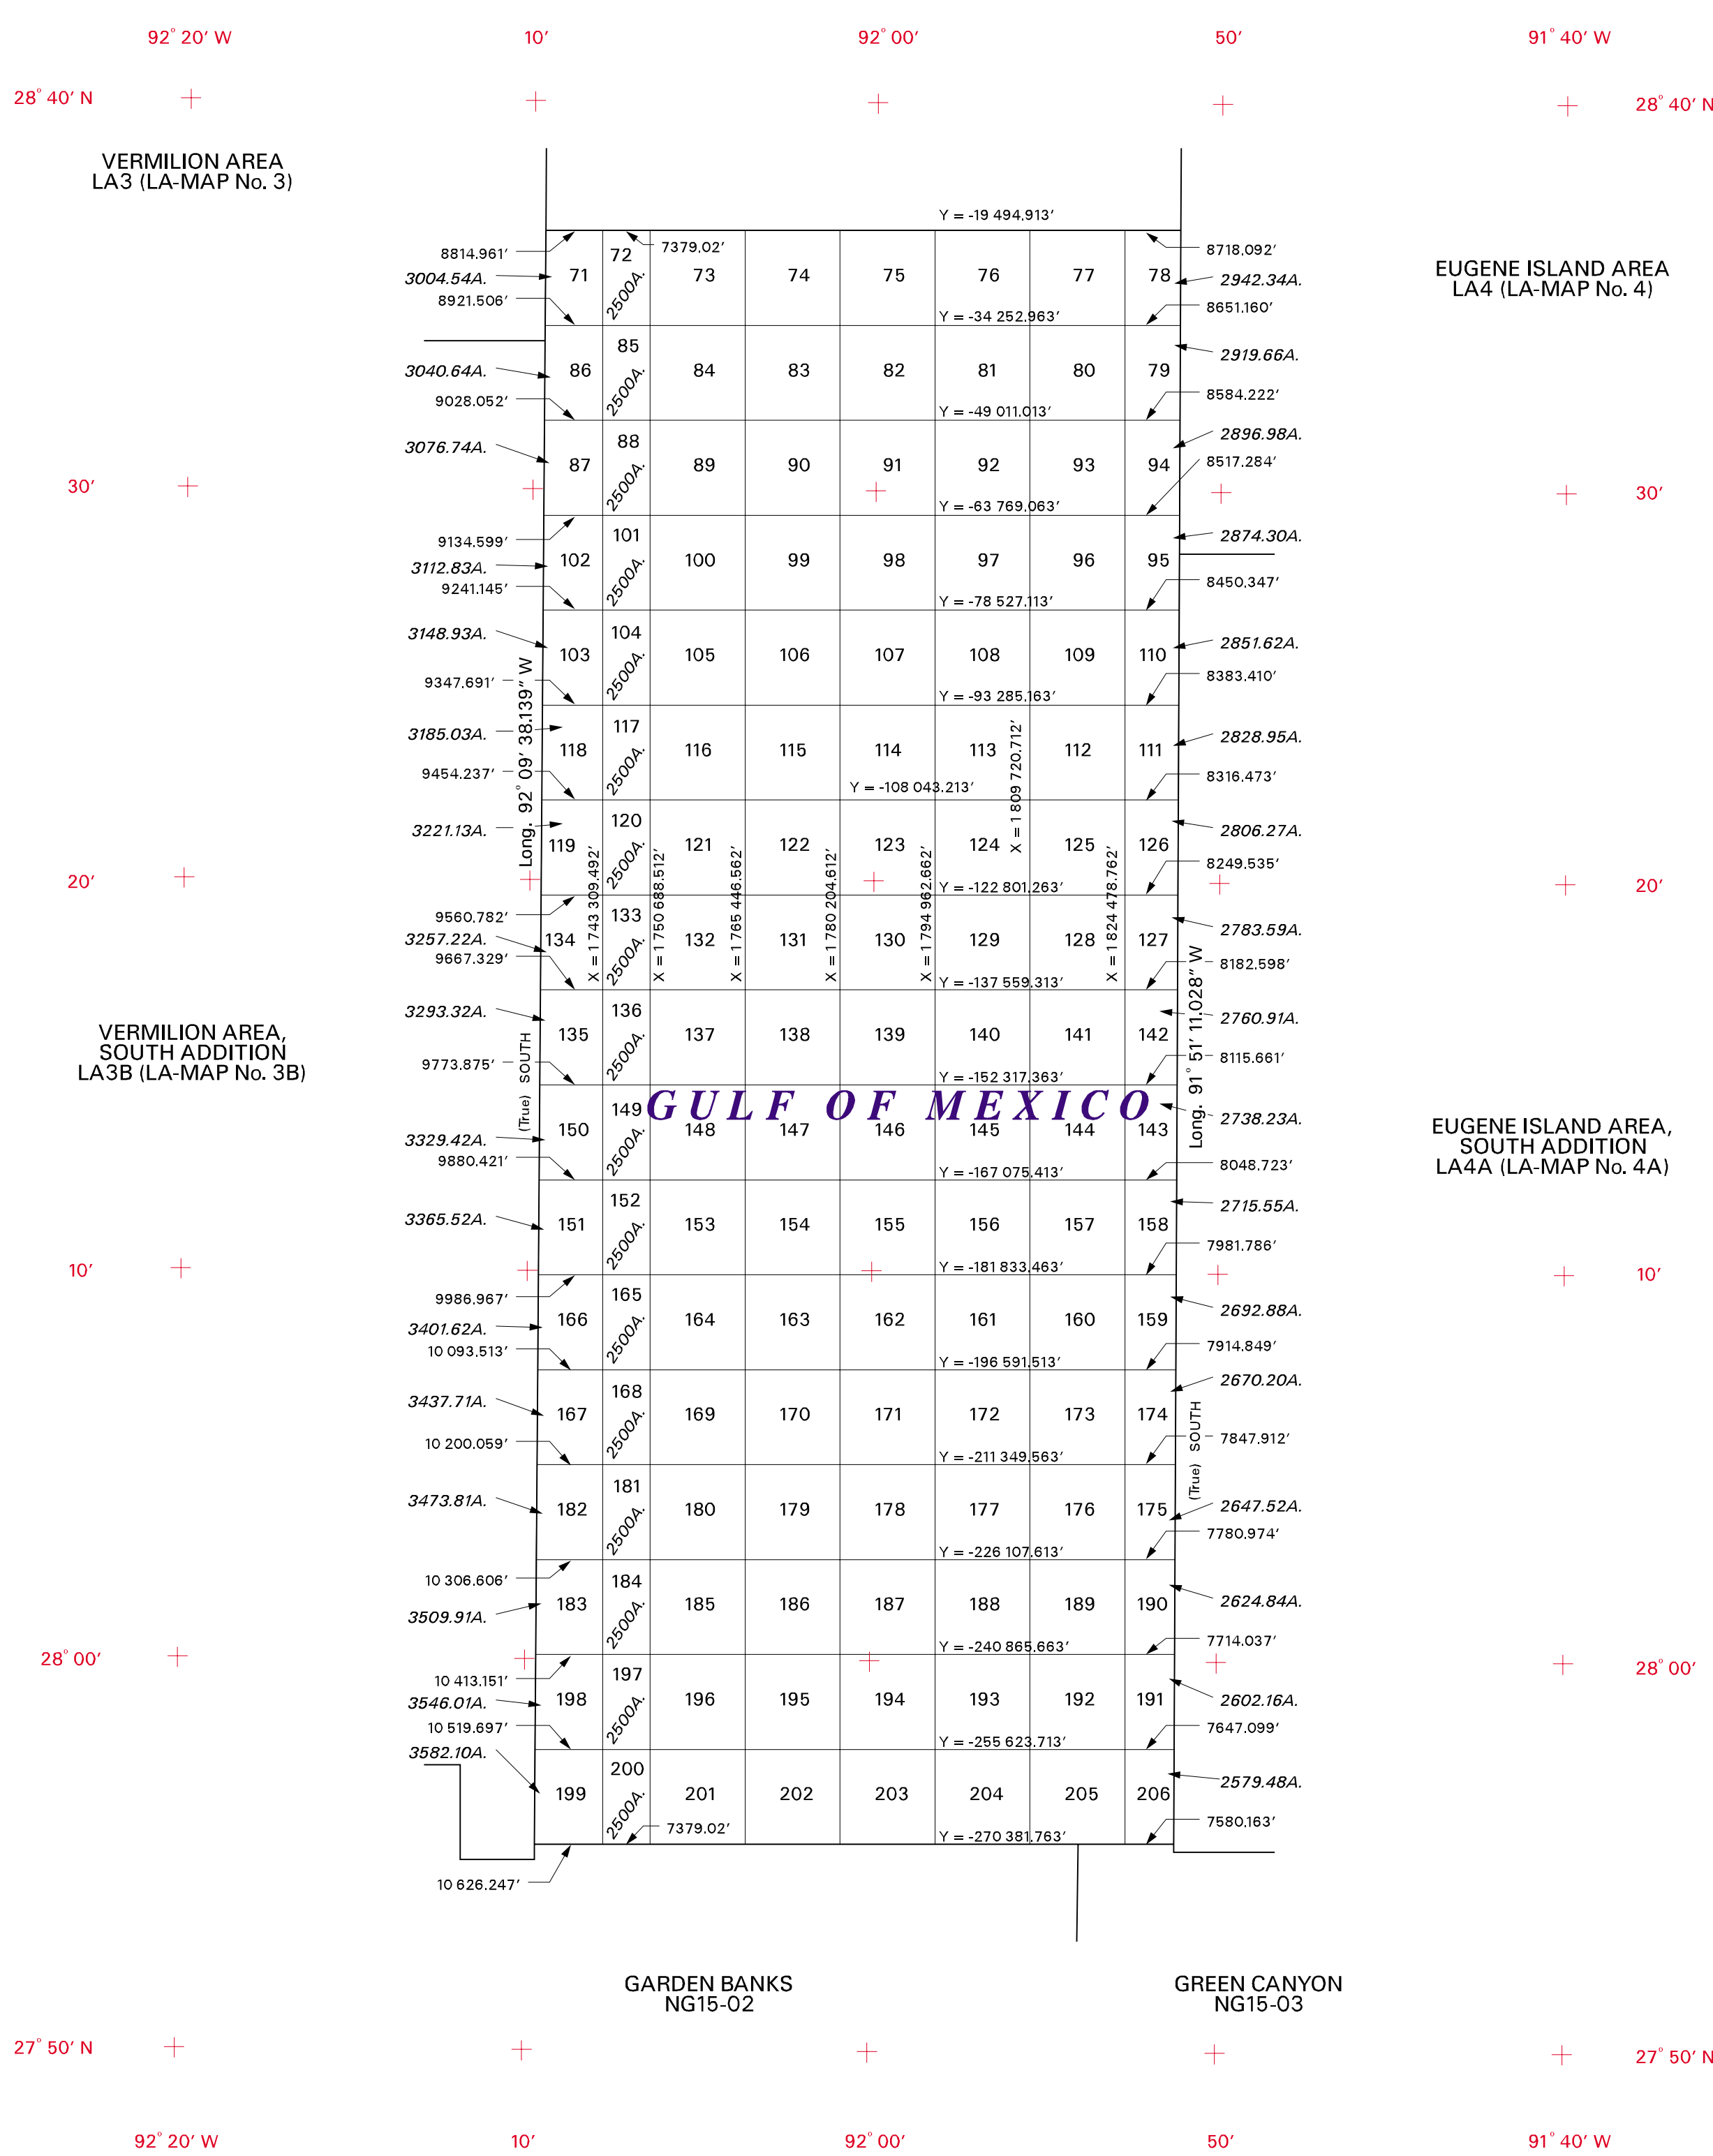 92° 20′ W 10′ 92° 00′ 50′ 91° 40′ W
28° 40′ N 28° 40′ N
VERMILION AREA
LA3 (LA-MAP No. 3)
Y = -19 494.913′
8814.961′ 72 7379.02′ 8718.092′
EUGENE ISLAND AREA
LA4 (LA-MAP No. 4)
3004.54A. 71 2500A. 73 74 75 76 77 78 2942.34A.
8921.506′ Y = -34 252.963′ 8651.160′
85 2919.66A.
3040.64A. 86 2500A. 84 83 82 81 80 79
9028.052′ Y = -49 011.013′ 8584.222′
3076.74A. 88 2896.98A.
87 2500A. 89 90 91 92 93 94 8517.284′
30′ Y = -63 769.063′ 30′
9134.599′ 101 2874.30A.
3112.83A. 102 2500A. 100 99 98 97 96 95
9241.145′ Y = -78 527.113′ 8450.347′
3148.93A. 104 2851.62A.
103 2500A. 105 106 107 108 109 110
9347.691′ Y = -93 285.163′ 8383.410′
Long. 92° 09′ 38.139″ W
3185.03A. 117 2828.95A.
118 2500A. 116 115 114 113 112 111
9454.237′ Y = -108 043.213′ 8316.473′
X = 1 809 720.712′
3221.13A. 120 2806.27A.
119 2500A. 121 122 123 124 125 126
20′ Y = -122 801.263′ 8249.535′ 20′
X = 1 743 309.492′ X = 1 750 688.512′ X = 1 765 446.562′ X = 1 780 204.612′ X = 1 794 962.662′ X = 1 824 478.762′
9560.782′ 133 2783.59A.
3257.22A. 134 2500A. 132 131 130 129 128 127
9667.329′ Y = -137 559.313′ 8182.598′
Long. 91° 51′ 11.028″ W
3293.32A. 136 2760.91A.
VERMILION AREA,
SOUTH ADDITION
LA3B (LA-MAP No. 3B)
135 2500A. 137 138 139 140 141 142
9773.875′ Y = -152 317.363′ 8115.661′
(True) SOUTH
GULF OF MEXICO
149 2738.23A.
3329.42A. 150 2500A. 148 147 146 145 144 143
9880.421′ Y = -167 075.413′ 8048.723′
EUGENE ISLAND AREA,
SOUTH ADDITION
LA4A (LA-MAP No. 4A)
152 2715.55A.
3365.52A. 151 2500A. 153 154 155 156 157 158
10′ Y = -181 833.463′ 7981.786′ 10′
9986.967′ 165 2692.88A.
3401.62A. 166 2500A. 164 163 162 161 160 159
10 093.513′ Y = -196 591.513′ 7914.849′
3437.71A. 168 2670.20A.
167 2500A. 169 170 171 172 173 174
10 200.059′ Y = -211 349.563′ 7847.912′
(True) SOUTH
3473.81A. 181 2647.52A.
182 2500A. 180 179 178 177 176 175
Y = -226 107.613′ 7780.974′
10 306.606′ 184 2624.84A.
3509.91A. 183 2500A. 185 186 187 188 189 190
28° 00′ Y = -240 865.663′ 7714.037′ 28° 00′
10 413.151′ 197
3546.01A. 198 2500A. 196 195 194 193 192 191 2602.16A.
10 519.697′ Y = -255 623.713′ 7647.099′
3582.10A. 200 2579.48A.
199 2500A. 201 202 203 204 205 206
7379.02′ Y = -270 381.763′ 7580.163′
10 626.247′
GARDEN BANKS
NG15-02
GREEN CANYON
NG15-03
27° 50′ N 27° 50′ N
92° 20′ W 10′ 92° 00′ 50′ 91° 40′ W